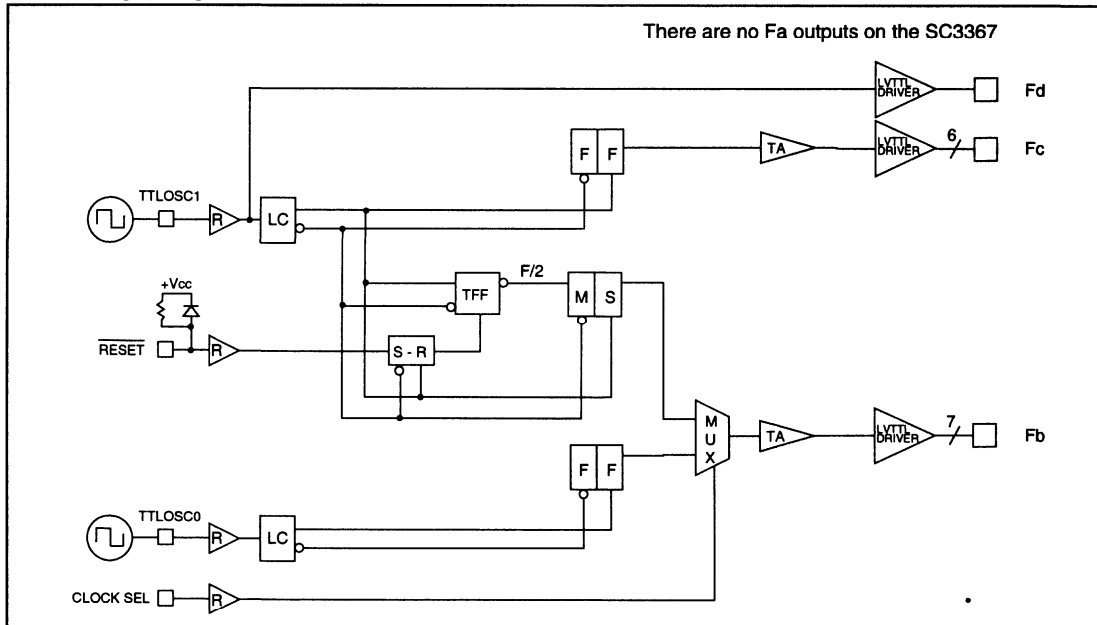 There are no Fa outputs on the SC3367
LVTTL
DRIVER
Fd
F F
TA
LVTTL
DRIVER
6
Fc
TTLOSC1
R
LC
+Vcc
F/2
TFF
M S
RESET
R
S - R
MUX
TA
LVTTL
DRIVER
7
Fb
F F
TTLOSC0
R
LC
CLOCK SEL
R